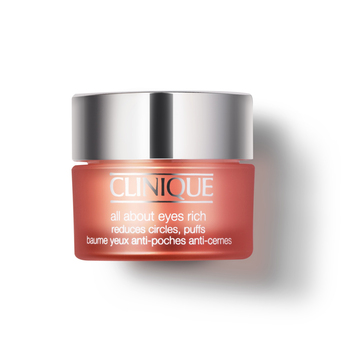 CLINIQUE
all about eyes rich
reduces circles, puffs
baume yeux anti-poches anti-cernes